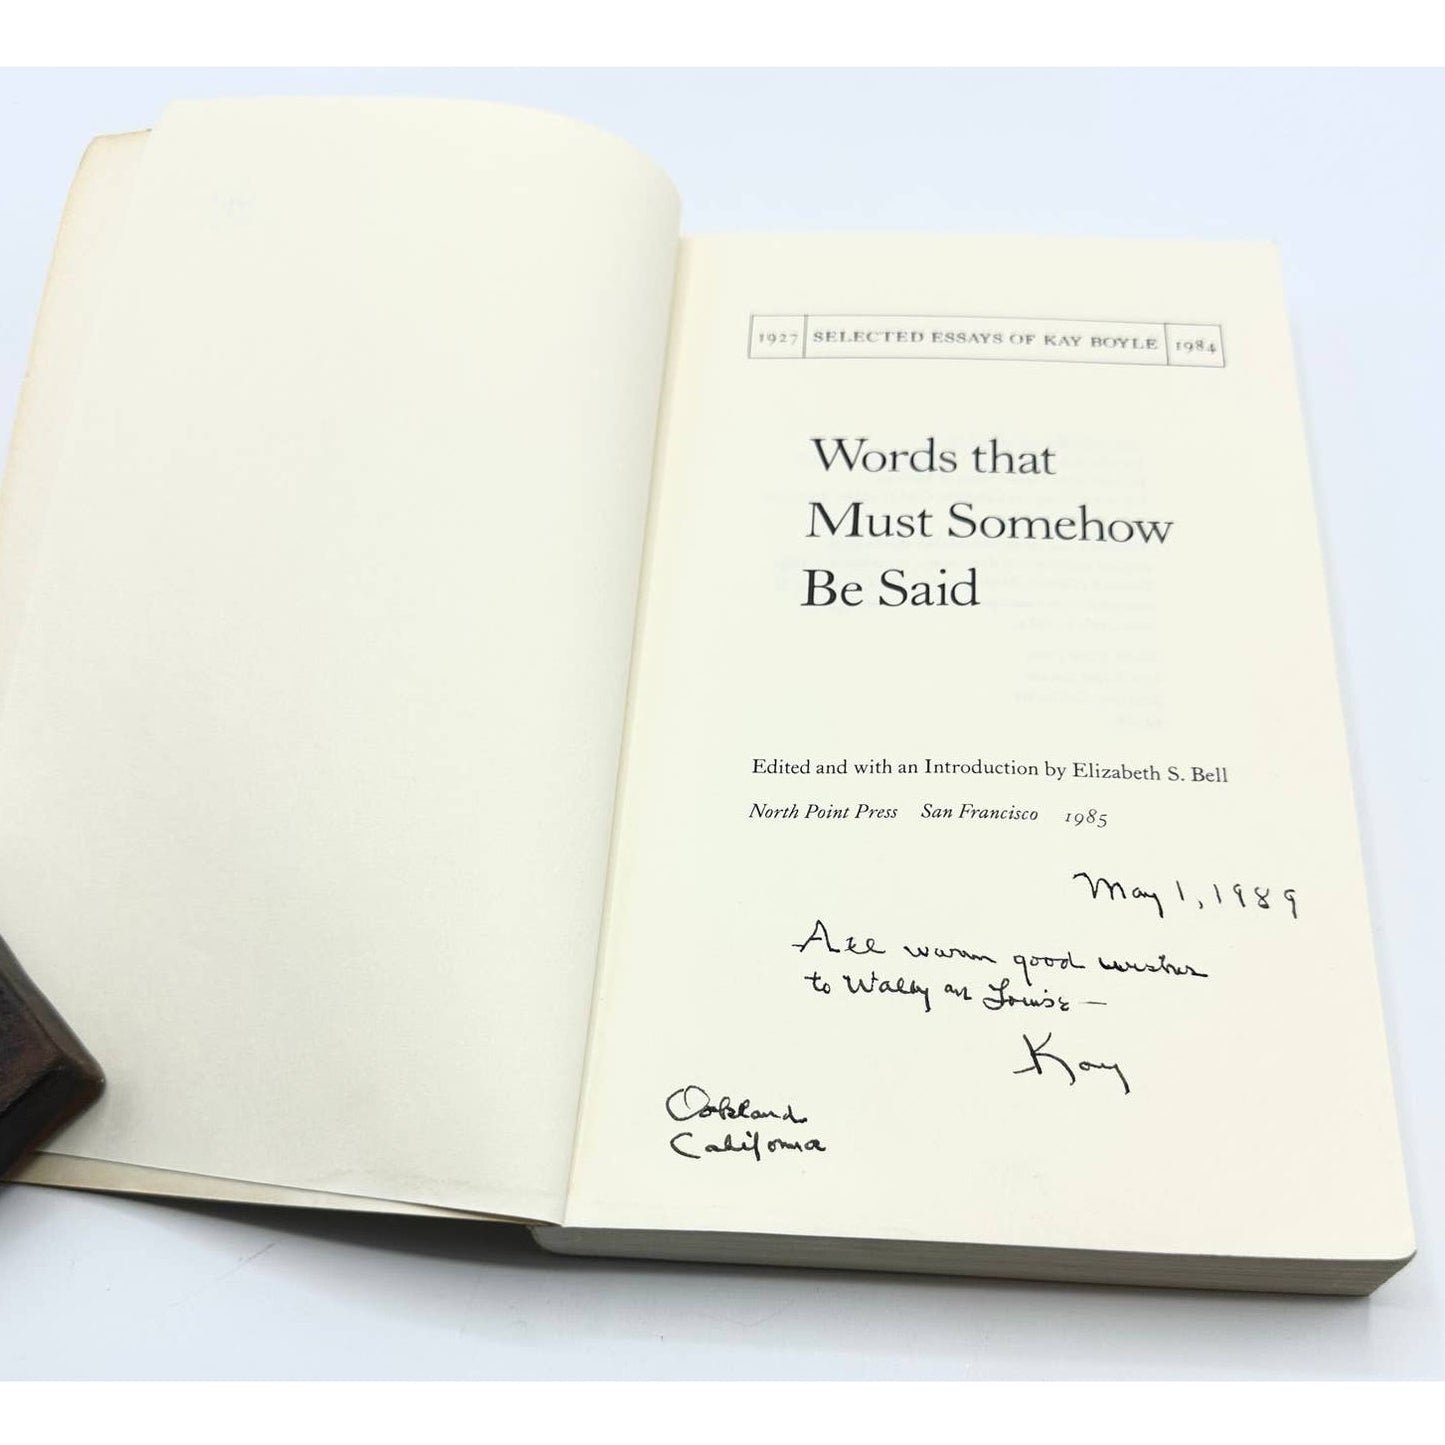 1927 SELECTED ESSAYS OF KAY BOYLE 1984
Words that
Must Somehow
Be Said
Edited and with an Introduction by Elizabeth S. Bell
North Point Press San Francisco 1985
May 1, 1989
All warm good wishes
to Wally and Louise —
Kay
Oakland
California